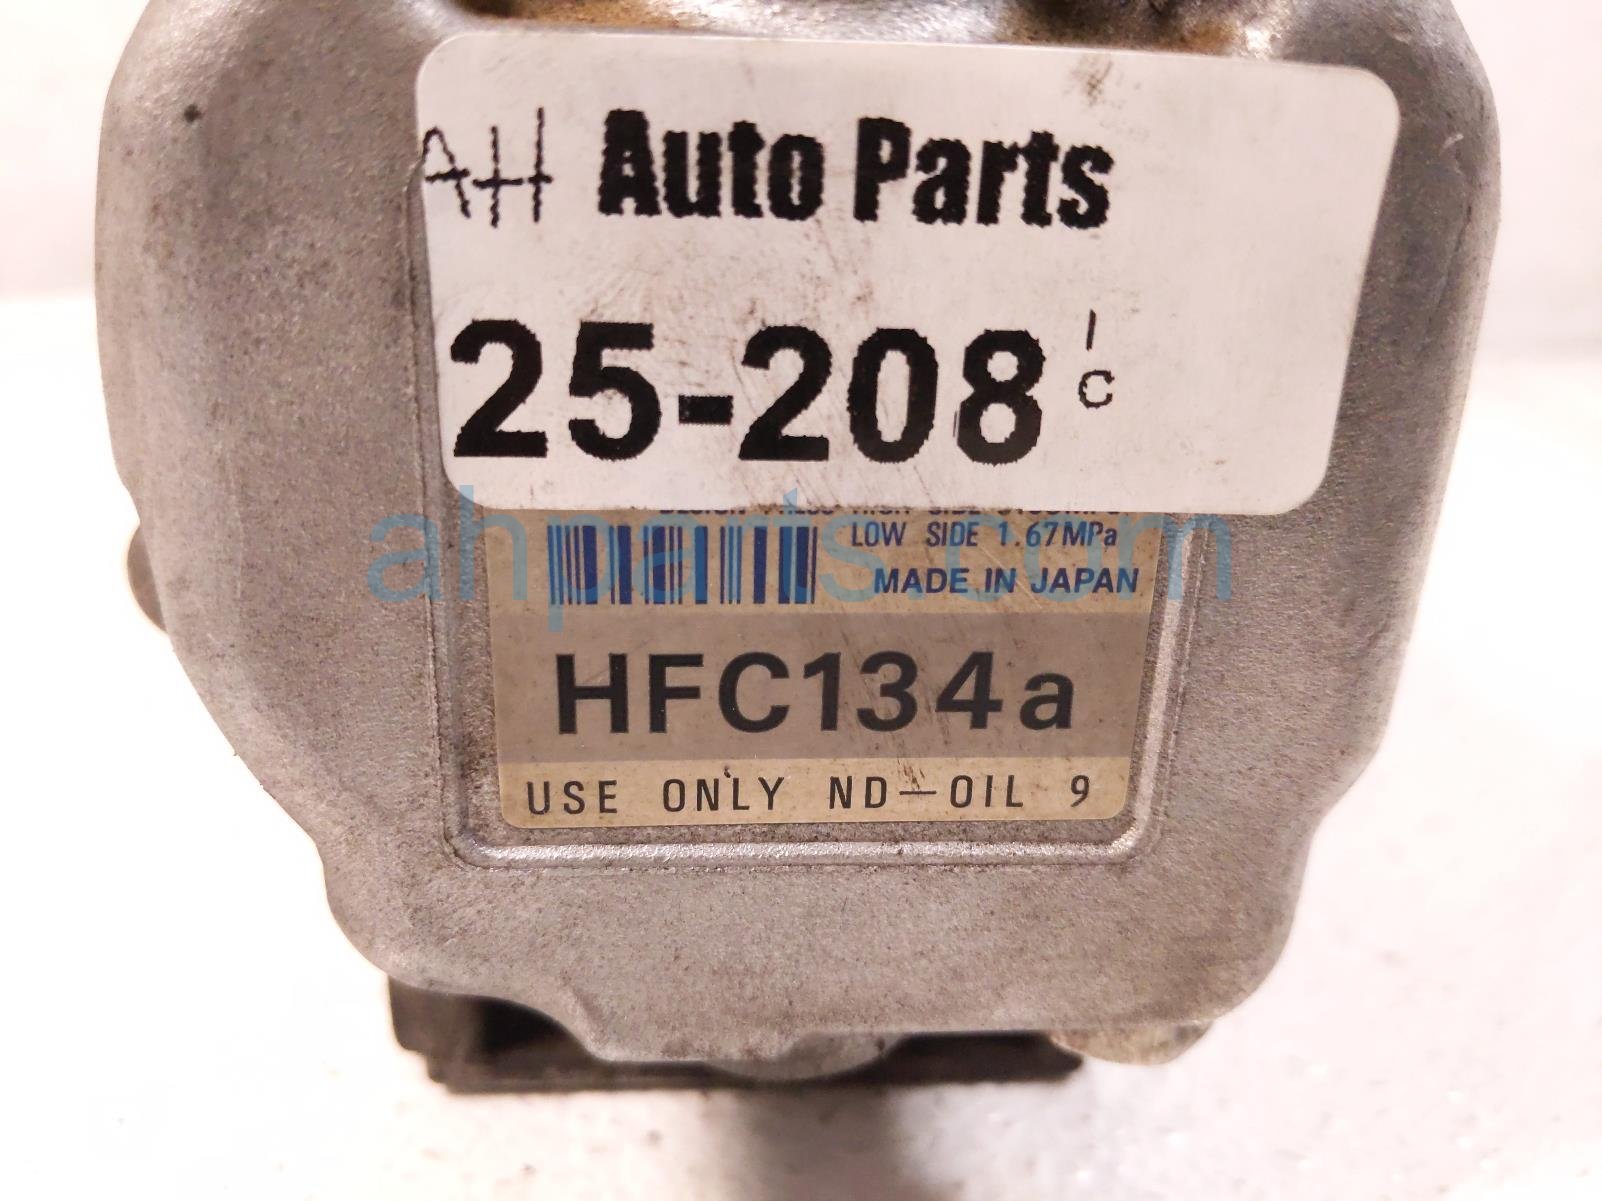 AH Auto Parts
25-208 IC
LOW SIDE 1.67MPa
MADE IN JAPAN
HFC134a
USE ONLY ND-OIL 9
ahparts.com